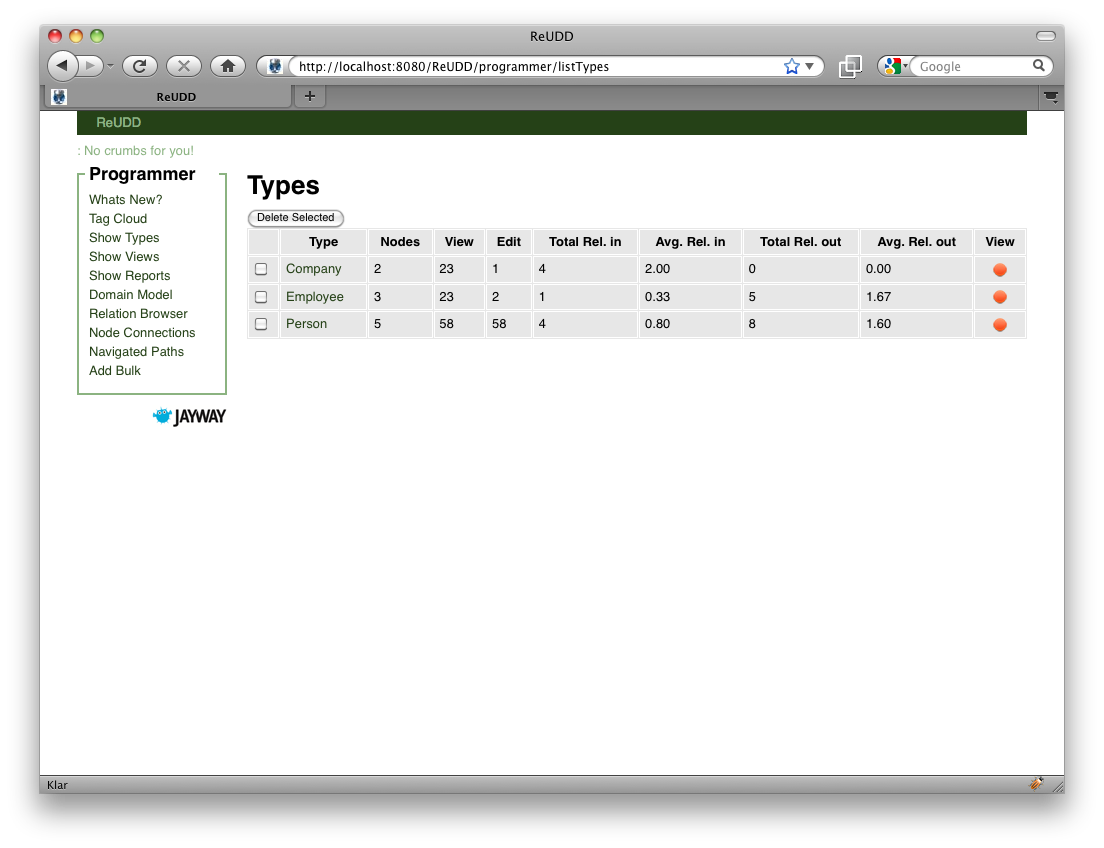 ReUDD
http://localhost:8080/ReUDD/programmer/listTypes
Google
ReUDD
+
ReUDD
: No crumbs for you!
Programmer
Whats New?
Tag Cloud
Show Types
Show Views
Show Reports
Domain Model
Relation Browser
Node Connections
Navigated Paths
Add Bulk
JAYWAY
Types
Delete Selected
Type Nodes View Edit Total Rel. in Avg. Rel. in Total Rel. out Avg. Rel. out View
Company 2 23 1 4 2.00 0 0.00
Employee 3 23 2 1 0.33 5 1.67
Person 5 58 58 4 0.80 8 1.60
Klar